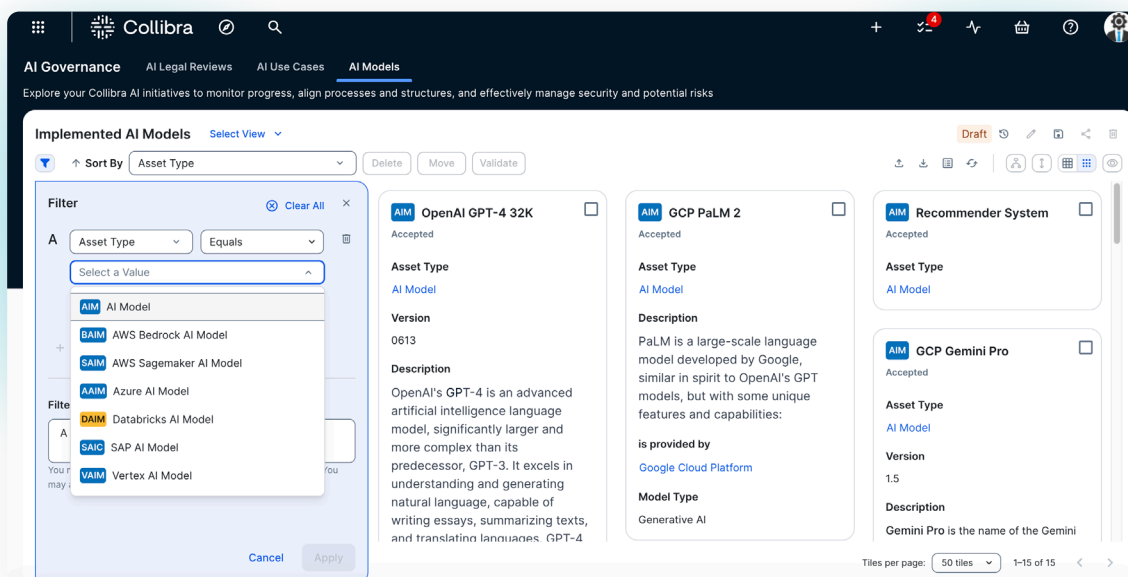 Collibra
4
AI Governance AI Legal Reviews AI Use Cases AI Models
Explore your Collibra AI initiatives to monitor progress, align processes and structures, and effectively manage security and potential risks
Implemented AI Models Select View
Draft
Sort By Asset Type Delete Move Validate
Filter Clear All
A Asset Type Equals
Select a Value
AIM AI Model
BAIM AWS Bedrock AI Model
SAIM AWS Sagemaker AI Model
AAIM Azure AI Model
DAIM Databricks AI Model
SAIC SAP AI Model
VAIM Vertex AI Model
Filte
A
You
may
Cancel Apply
AIM OpenAI GPT-4 32K
Accepted
Asset Type
AI Model
Version
0613
Description
OpenAI's GPT-4 is an advanced
artificial intelligence language
model, significantly larger and
more complex than its
predecessor, GPT-3. It excels in
understanding and generating
natural language, capable of
writing essays, summarizing texts,
and translating languages. GPT-4
AIM GCP PaLM 2
Accepted
Asset Type
AI Model
Description
PaLM is a large-scale language
model developed by Google,
similar in spirit to OpenAI's GPT
models, but with some unique
features and capabilities:
is provided by
Google Cloud Platform
Model Type
Generative AI
AIM Recommender System
Accepted
Asset Type
AI Model
AIM GCP Gemini Pro
Accepted
Asset Type
AI Model
Version
1.5
Description
Gemini Pro is the name of the Gemini
Tiles per page: 50 tiles 1–15 of 15